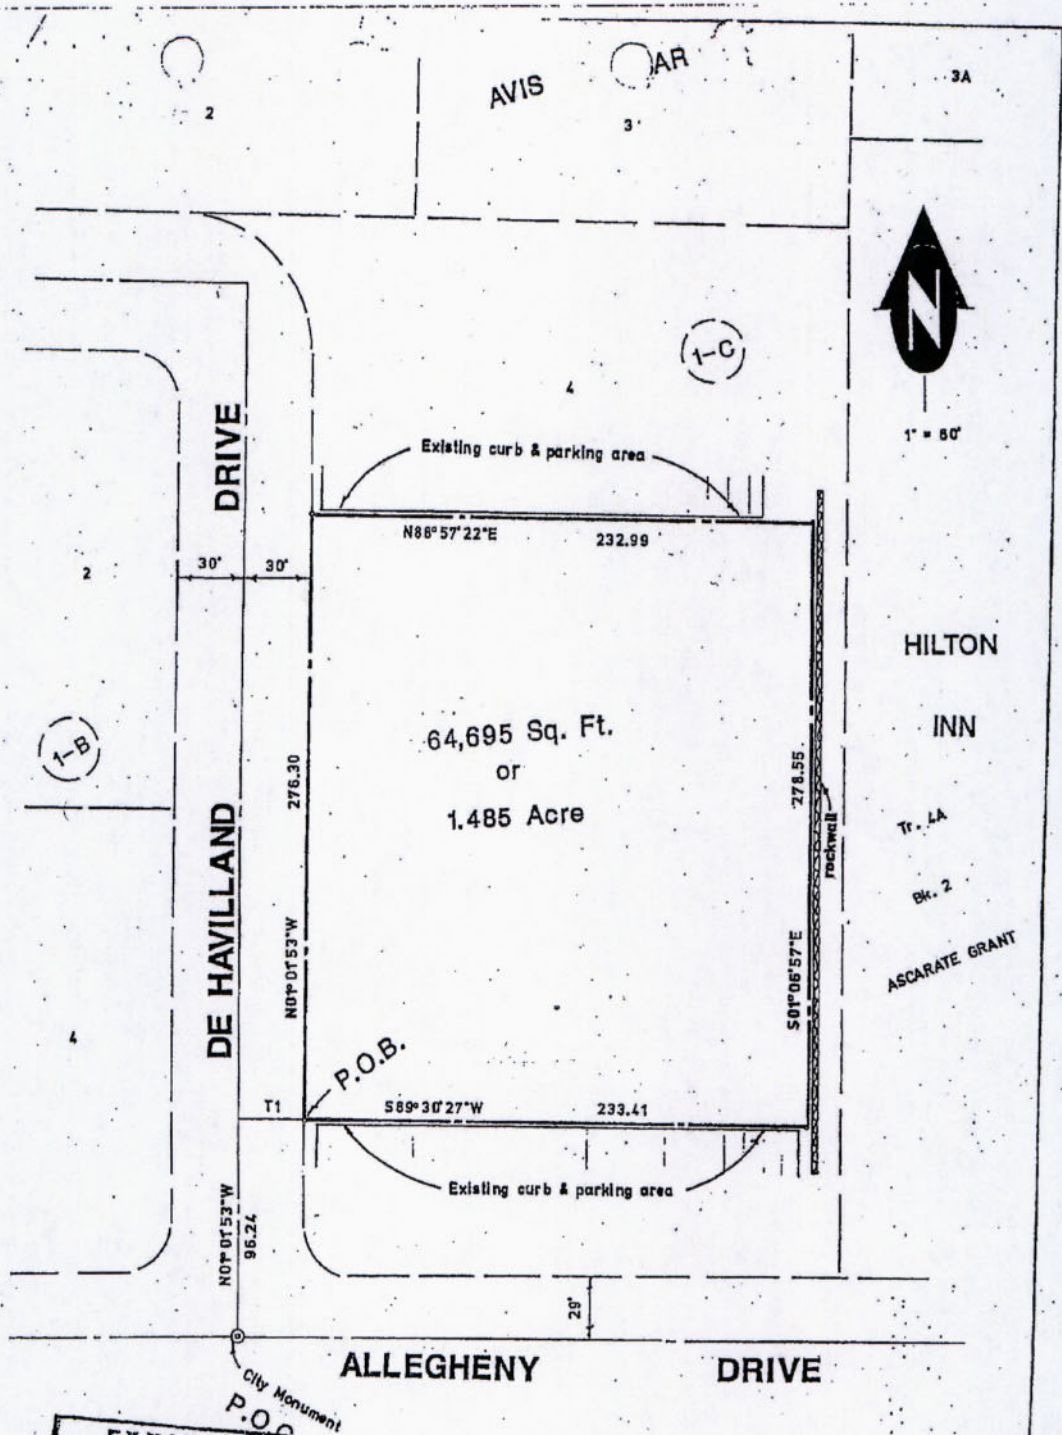 2
AVIS
AR
3
3A
1-C
4
N
1" = 60'
DRIVE
Existing curb & parking area
N88°57'22"E 232.99
30' 30'
2
HILTON
INN
1-B
64,695 Sq. Ft.
or
1.485 Acre
276.30
278.55
rockwall
Tr. 4A
Bk. 2
ASCARATE GRANT
DE HAVILLAND
N01°01'53"W
S01°06'57"E
4
P.O.B.
T1
S89°30'27"W 233.41
Existing curb & parking area
N01°01'53"W
96.24
29'
ALLEGHENY DRIVE
City Monument